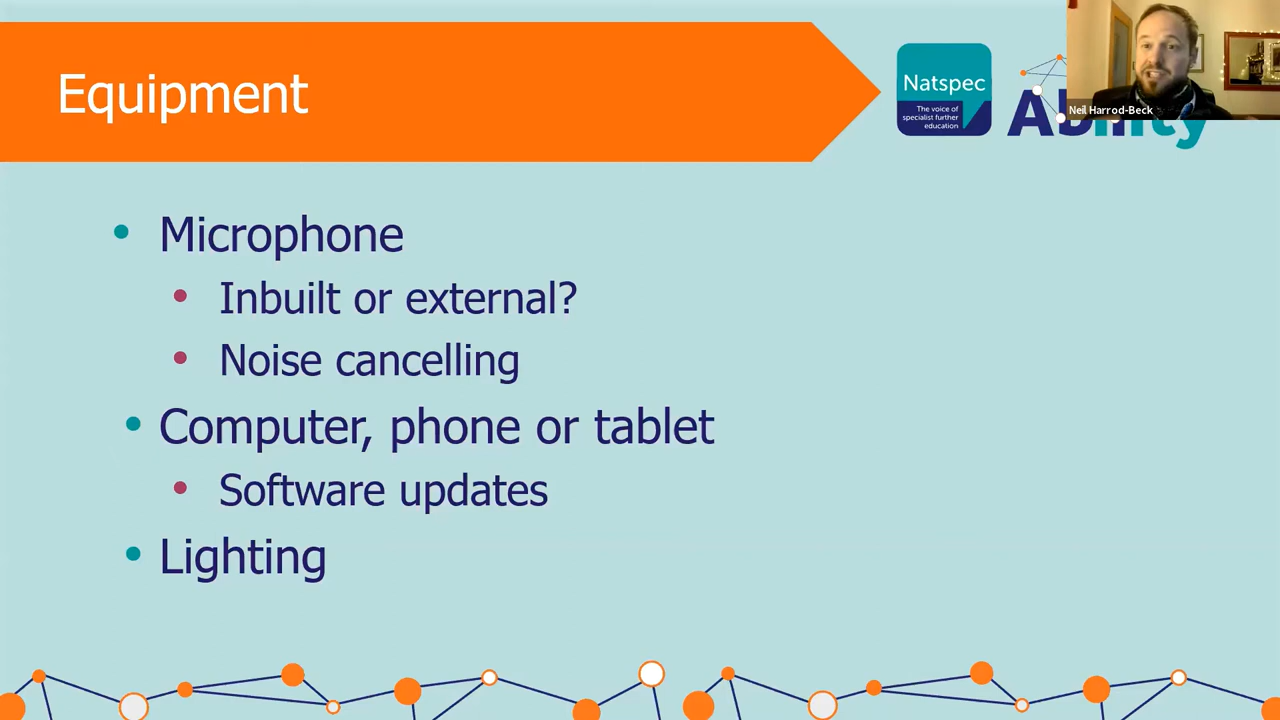 Equipment
Natspec
The voice of
specialist further
education
Ability
Neil Harrod-Beck
Microphone
Inbuilt or external?
Noise cancelling
Computer, phone or tablet
Software updates
Lighting